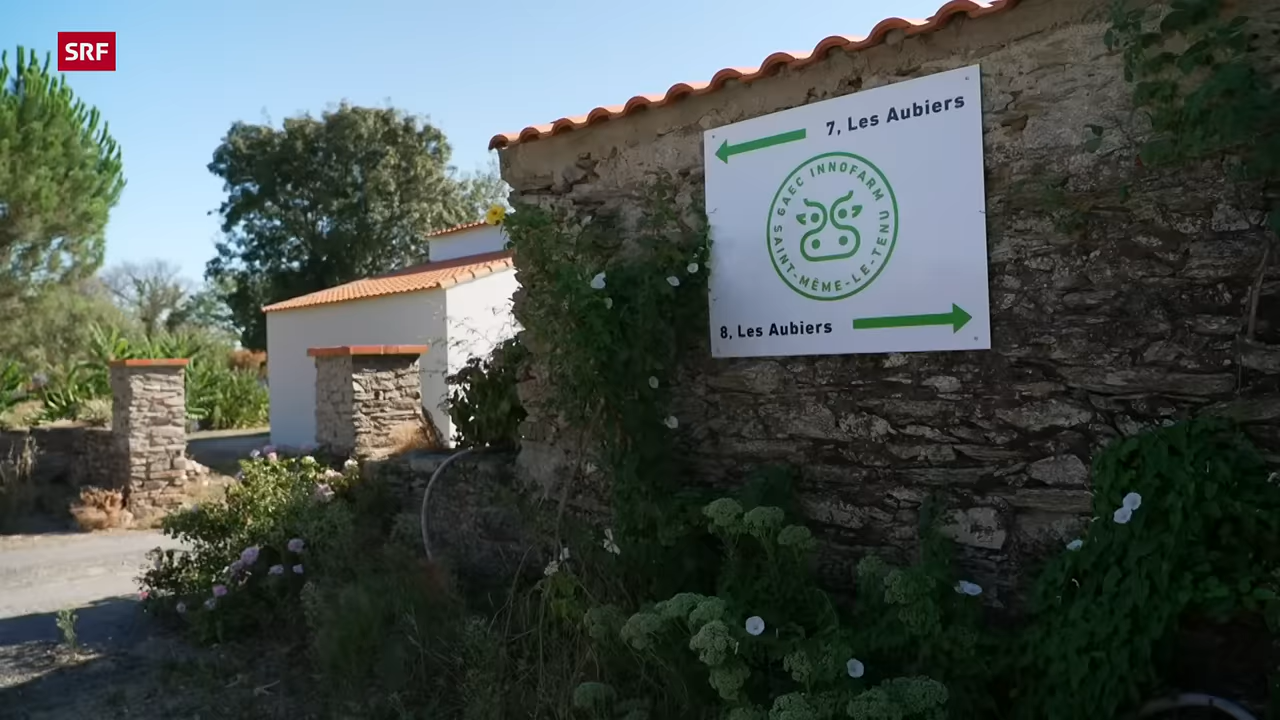 SRF
7, Les Aubiers
GAEC INNOFARM
SAINT-MÊME-LE-TENU
8, Les Aubiers